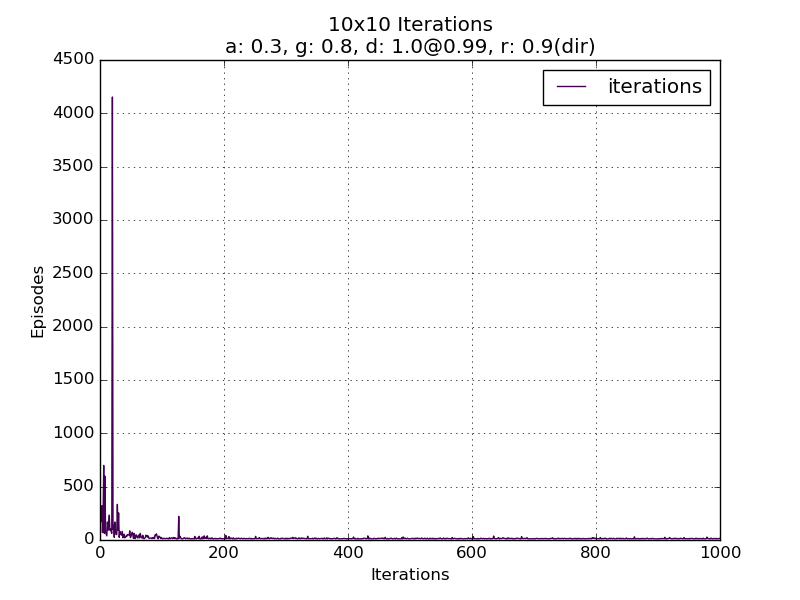 10x10 Iterations
a: 0.3, g: 0.8, d: 1.0@0.99, r: 0.9(dir)
iterations
4500
4000
3500
3000
2500
2000
1500
1000
500
0
Episodes
0 200 400 600 800 1000
Iterations